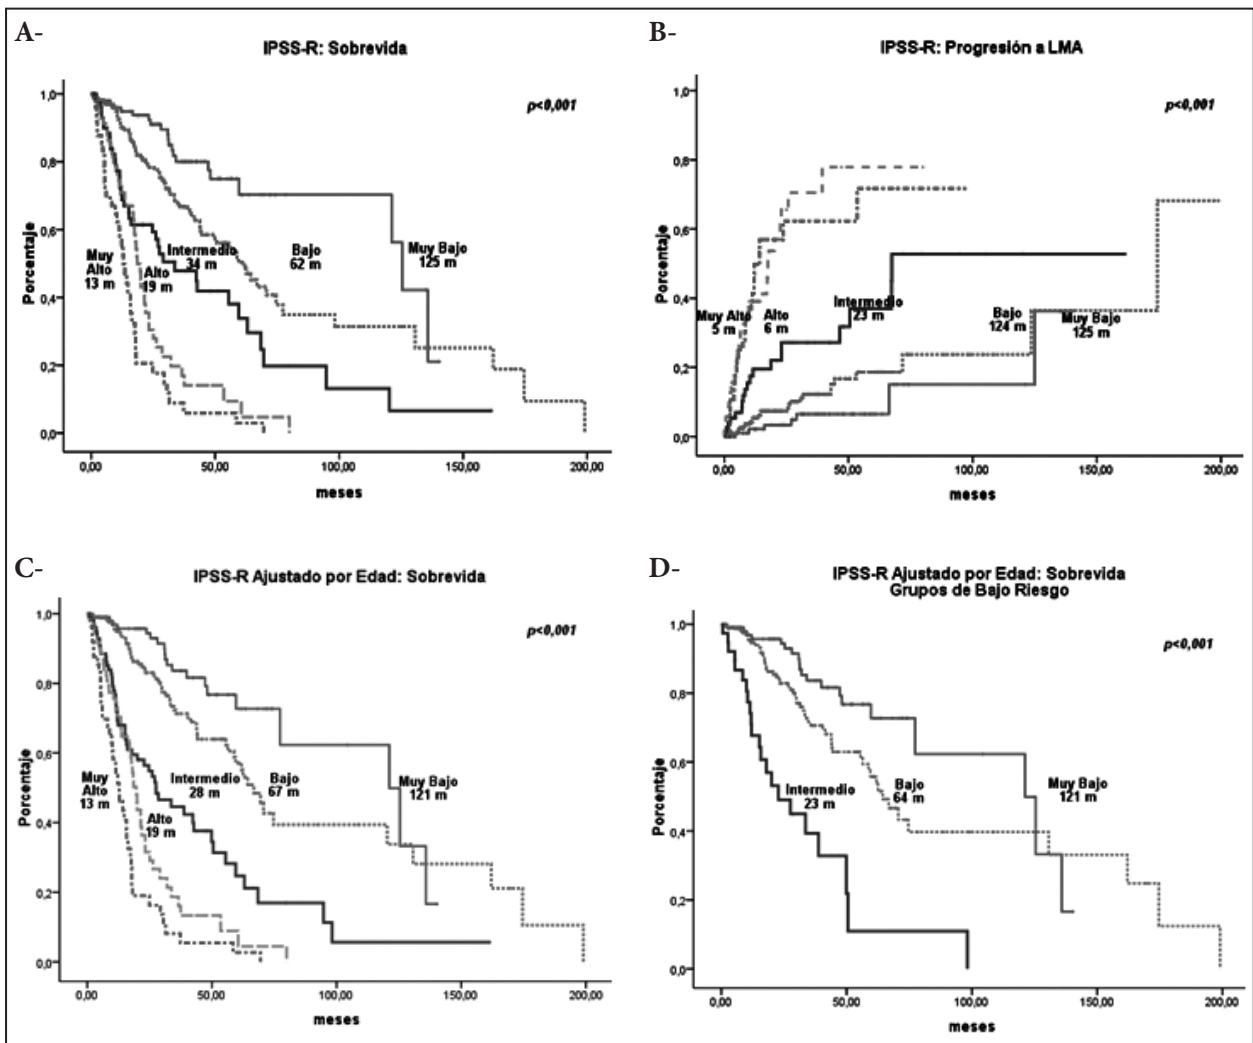 A-
IPSS-R: Sobrevida
p<0,001
Porcentaje
1,0
0,8
0,6
0,4
0,2
0,0
Muy
Alto
13 m
Alto
19 m
Intermedio
34 m
Bajo
62 m
Muy Bajo
125 m
0,00 50,00 100,00 150,00 200,00
meses
B-
IPSS-R: Progresión a LMA
p<0,001
Porcentaje
1,0
0,8
0,6
0,4
0,2
0,0
Muy Alto
5 m
Alto
6 m
Intermedio
23 m
Bajo
124 m
Muy Bajo
125 m
0,00 50,00 100,00 150,00 200,00
meses
C-
IPSS-R Ajustado por Edad: Sobrevida
p<0,001
Porcentaje
1,0
0,8
0,6
0,4
0,2
0,0
Muy
Alto
13 m
Alto
19 m
Intermedio
28 m
Bajo
67 m
Muy Bajo
121 m
0,00 50,00 100,00 150,00 200,00
meses
D-
IPSS-R Ajustado por Edad: Sobrevida
Grupos de Bajo Riesgo
p<0,001
Porcentaje
1,0
0,8
0,6
0,4
0,2
0,0
Intermedio
23 m
Bajo
64 m
Muy Bajo
121 m
0,00 50,00 100,00 150,00 200,00
meses